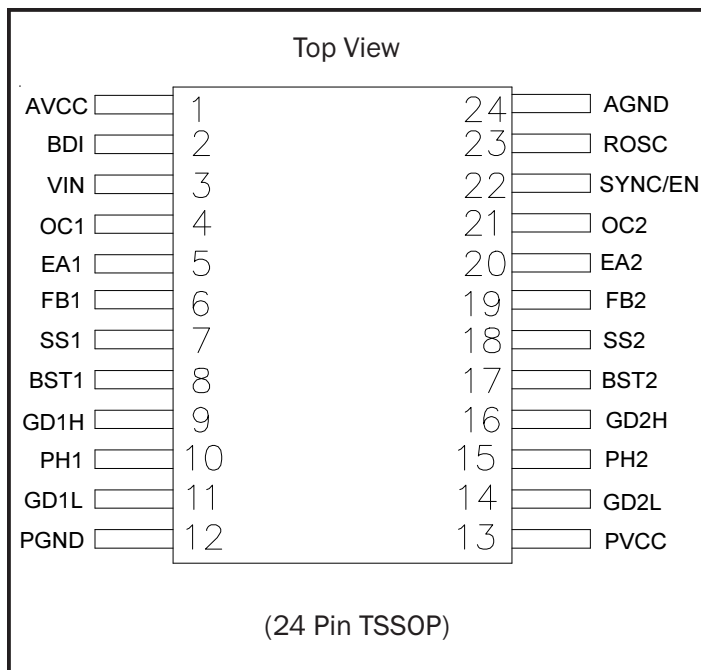 Top View
AVCC 1 24 AGND
BDI 2 23 ROSC
VIN 3 22 SYNC/EN
OC1 4 21 OC2
EA1 5 20 EA2
FB1 6 19 FB2
SS1 7 18 SS2
BST1 8 17 BST2
GD1H 9 16 GD2H
PH1 10 15 PH2
GD1L 11 14 GD2L
PGND 12 13 PVCC
(24 Pin TSSOP)